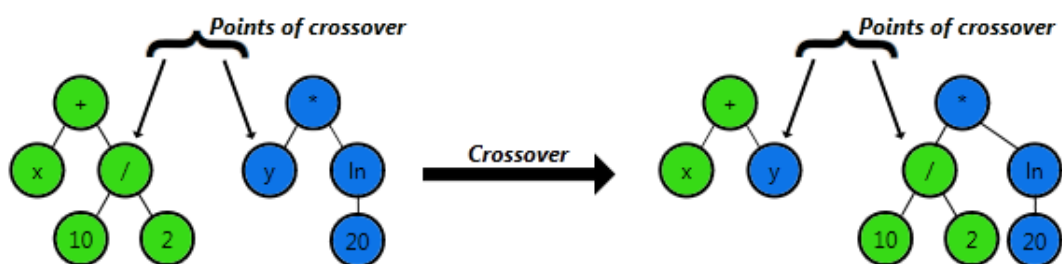 Points of crossover Points of crossover
+ * + *
x / y ln Crossover x y / ln
10 2 20 10 2 20